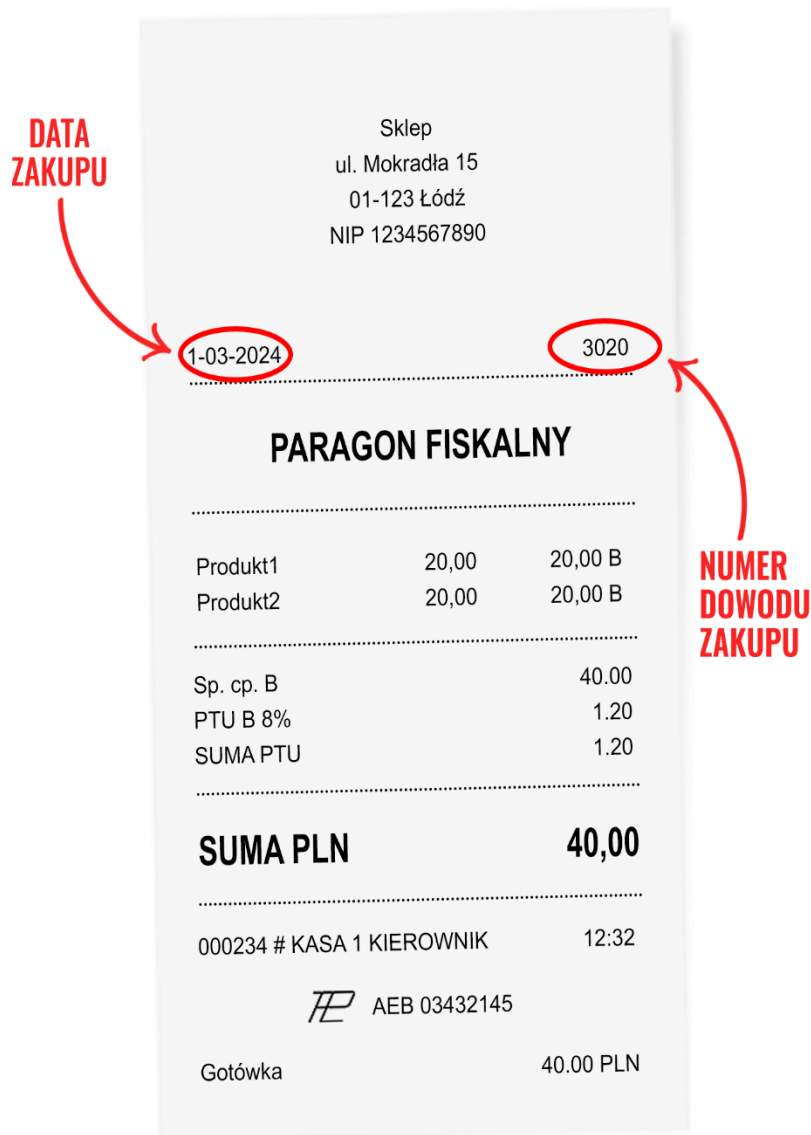 DATA
ZAKUPU
Sklep
ul. Mokradła 15
01-123 Łódź
NIP 1234567890
1-03-2024 3020
PARAGON FISKALNY
Produkt1 20,00 20,00 B
Produkt2 20,00 20,00 B
NUMER
DOWODU
ZAKUPU
Sp. cp. B 40.00
PTU B 8% 1.20
SUMA PTU 1.20
SUMA PLN 40,00
000234 # KASA 1 KIEROWNIK 12:32
AEB 03432145
Gotówka 40.00 PLN